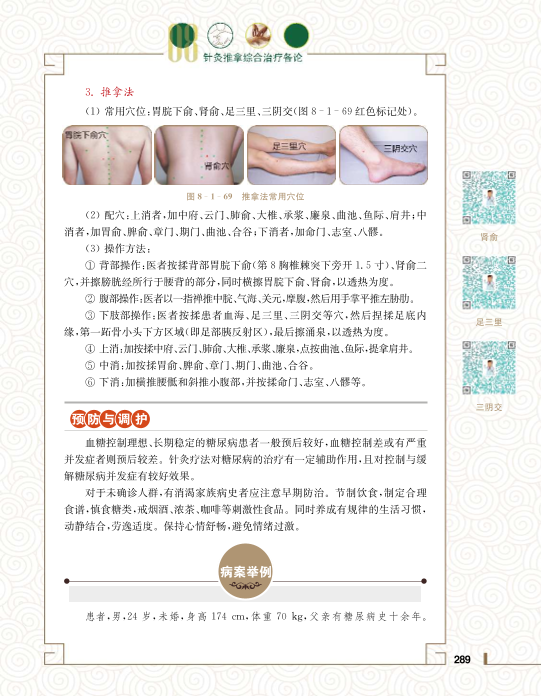 08
针灸推拿综合治疗各论
3. 推拿法
(1) 常用穴位:胃脘下俞、肾俞、足三里、三阴交(图 8-1-69 红色标记处)。
胃脘下俞穴
肾俞穴
足三里穴
三阴交穴
图 8-1-69 推拿法常用穴位
(2) 配穴:上消者,加中府、云门、肺俞、大椎、承浆、廉泉、曲池、鱼际、肩井;中
消者,加胃俞、脾俞、章门、期门、曲池、合谷;下消者,加命门、志室、八髎。
(3) 操作方法:
① 背部操作:医者按揉背部胃脘下俞(第 8 胸椎棘突下旁开 1.5 寸)、肾俞二
穴,并擦膀胱经所行于腰背的部分,同时横擦胃脘下俞、肾俞,以透热为度。
② 腹部操作:医者以一指禅推中脘、气海、关元,摩腹,然后用手掌平推左胁肋。
③ 下肢部操作:医者按揉患者血海、足三里、三阴交等穴,然后捏揉足底内
缘,第一跖骨小头下方区域(即足部胰反射区),最后擦涌泉,以透热为度。
④ 上消:加按揉中府、云门、肺俞、大椎、承浆、廉泉,点按曲池、鱼际,提拿肩井。
⑤ 中消:加按揉胃俞、脾俞、章门、期门、曲池、合谷。
⑥ 下消:加横推腰骶和斜推小腹部,并按揉命门、志室、八髎等。
预防与调护
血糖控制理想、长期稳定的糖尿病患者一般预后较好,血糖控制差或有严重
并发症者则预后较差。针灸疗法对糖尿病的治疗有一定辅助作用,且对控制与缓
解糖尿病并发症有较好效果。
对于未确诊人群,有消渴家族病史者应注意早期防治。节制饮食,制定合理
食谱,慎食糖类,戒烟酒、浓茶、咖啡等刺激性食品。同时养成有规律的生活习惯,
动静结合,劳逸适度。保持心情舒畅,避免情绪过激。
病案举例
患者,男,24 岁,未婚,身高 174 cm,体重 70 kg,父亲有糖尿病史十余年。
肾俞
足三里
三阴交
289